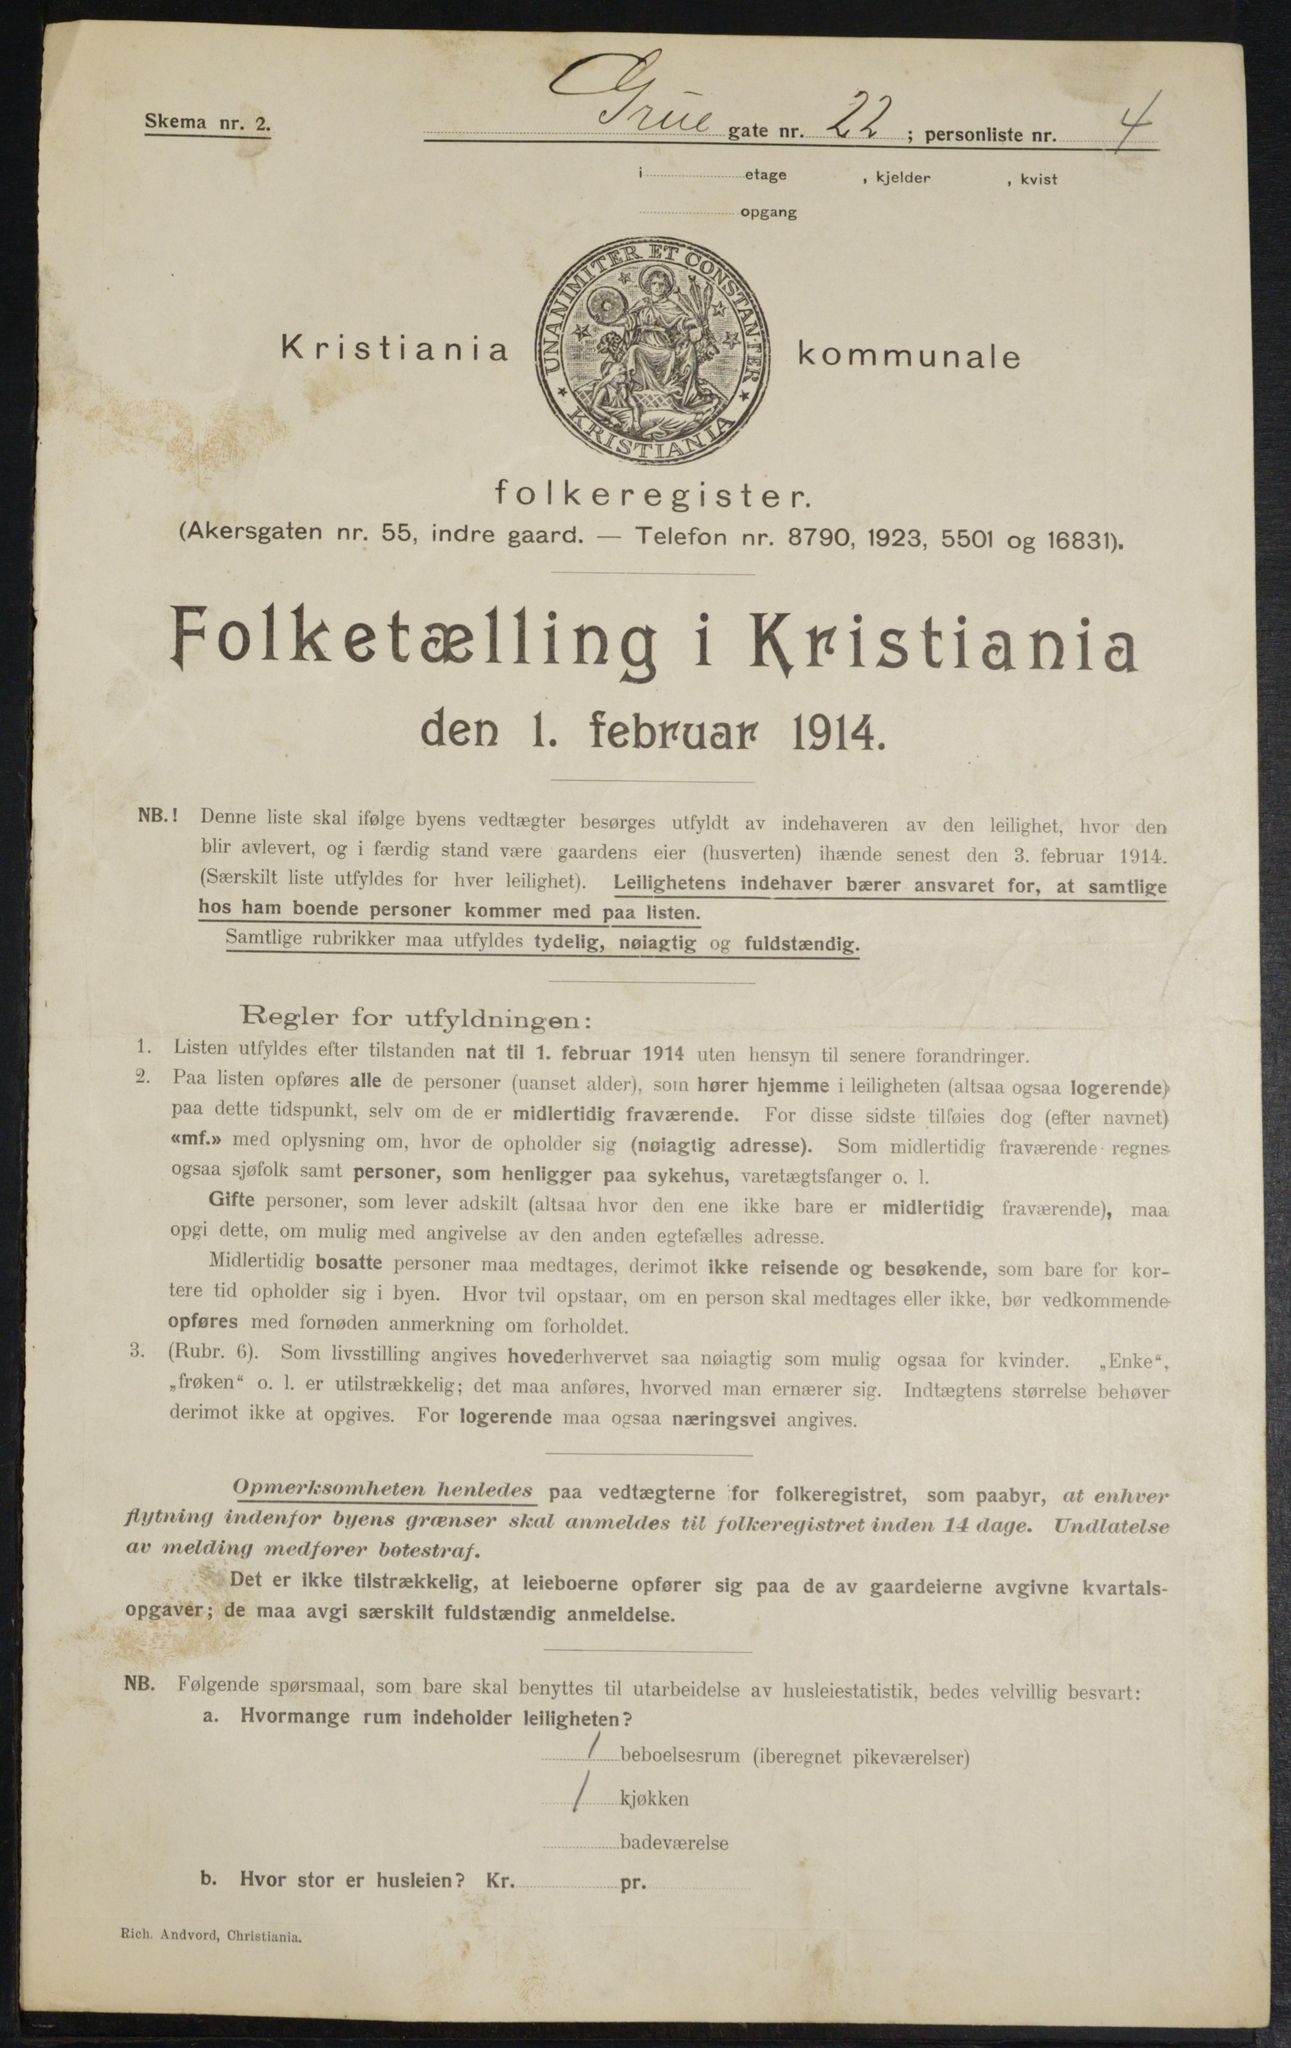 Skema nr. 2.
Grüe gate nr. 22 ; personliste nr. 4
i etage , kjelder , kvist
opgang
UNANIMITER ET CONSTANTER
KRISTIANIA
Kristiania kommunale
folkeregister.
(Akersgaten nr. 55, indre gaard. — Telefon nr. 8790, 1923, 5501 og 16831).
Folketælling i Kristiania
den 1. februar 1914.
NB.! Denne liste skal ifølge byens vedtægter besørges utfyldt av indehaveren av den leilighet, hvor den
blir avlevert, og i færdig stand være gaardens eier (husverten) ihænde senest den 3. februar 1914.
(Særskilt liste utfyldes for hver leilighet). Leilighetens indehaver bærer ansvaret for, at samtlige
hos ham boende personer kommer med paa listen.
Samtlige rubrikker maa utfyldes tydelig, nøiagtig og fuldstændig.
Regler for utfyldningen:
1. Listen utfyldes efter tilstanden nat til 1. februar 1914 uten hensyn til senere forandringer.
2. Paa listen opføres alle de personer (uanset alder), som hører hjemme i leiligheten (altsaa ogsaa logerende)
paa dette tidspunkt, selv om de er midlertidig fraværende. For disse sidste tilføies dog (efter navnet)
«mf.» med oplysning om, hvor de opholder sig (nøiagtig adresse). Som midlertidig fraværende regnes
ogsaa sjøfolk samt personer, som henligger paa sykehus, varetægtsfanger o. l.
Gifte personer, som lever adskilt (altsaa hvor den ene ikke bare er midlertidig fraværende), maa
opgi dette, om mulig med angivelse av den anden egtefælles adresse.
Midlertidig bosatte personer maa medtages, derimot ikke reisende og besøkende, som bare for kor-
tere tid opholder sig i byen. Hvor tvil opstaar, om en person skal medtages eller ikke, bør vedkommende
opføres med fornøden anmerkning om forholdet.
3. (Rubr. 6). Som livsstilling angives hovederhvervet saa nøiagtig som mulig ogsaa for kvinder. „Enke“,
„frøken“ o. l. er utilstrækkelig; det maa anføres, hvorved man ernærer sig. Indtægtens størrelse behøver
derimot ikke at opgives. For logerende maa ogsaa næringsvei angives.
Opmerksomheten henledes paa vedtægterne for folkeregistret, som paabyr, at enhver
flytning indenfor byens grænser skal anmeldes til folkeregistret inden 14 dage. Undlatelse
av melding medfører bøtestraf.
Det er ikke tilstrækkelig, at leieboerne opfører sig paa de av gaardeierne avgivne kvartals-
opgaver; de maa avgi særskilt fuldstændig anmeldelse.
NB. Følgende spørsmaal, som bare skal benyttes til utarbeidelse av husleiestatistik, bedes velvillig besvart:
a. Hvormange rum indeholder leiligheten?
1 beboelsesrum (iberegnet pikeværelser)
1 kjøkken
badeværelse
b. Hvor stor er husleien? Kr. pr.
Rich. Andvord, Christiania.